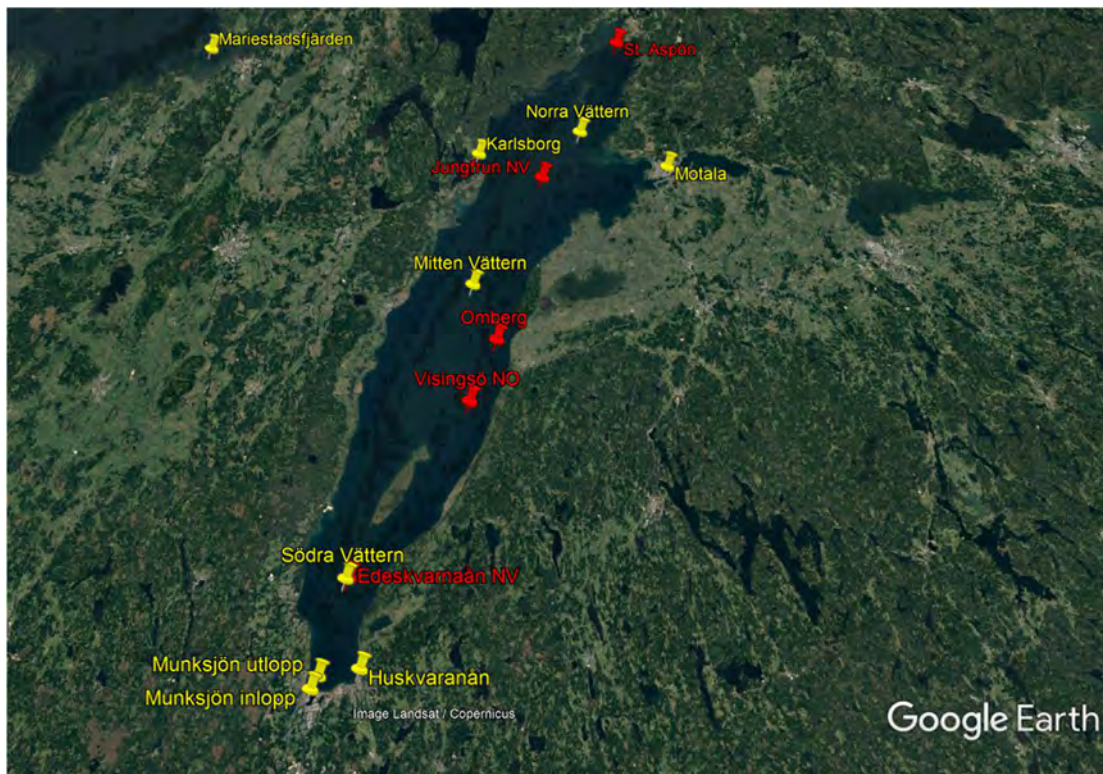 Mariestadsfjärden
St. Aspön
Norra Vättern
Karlsborg
Jungfrun NV
Motala
Mitten Vättern
Omberg
Visingsö NO
Södra Vättern
Edeskvarnaån NV
Munksjön utlopp
Huskvaranån
Munksjön inlopp
Image Landsat / Copernicus
Google Earth